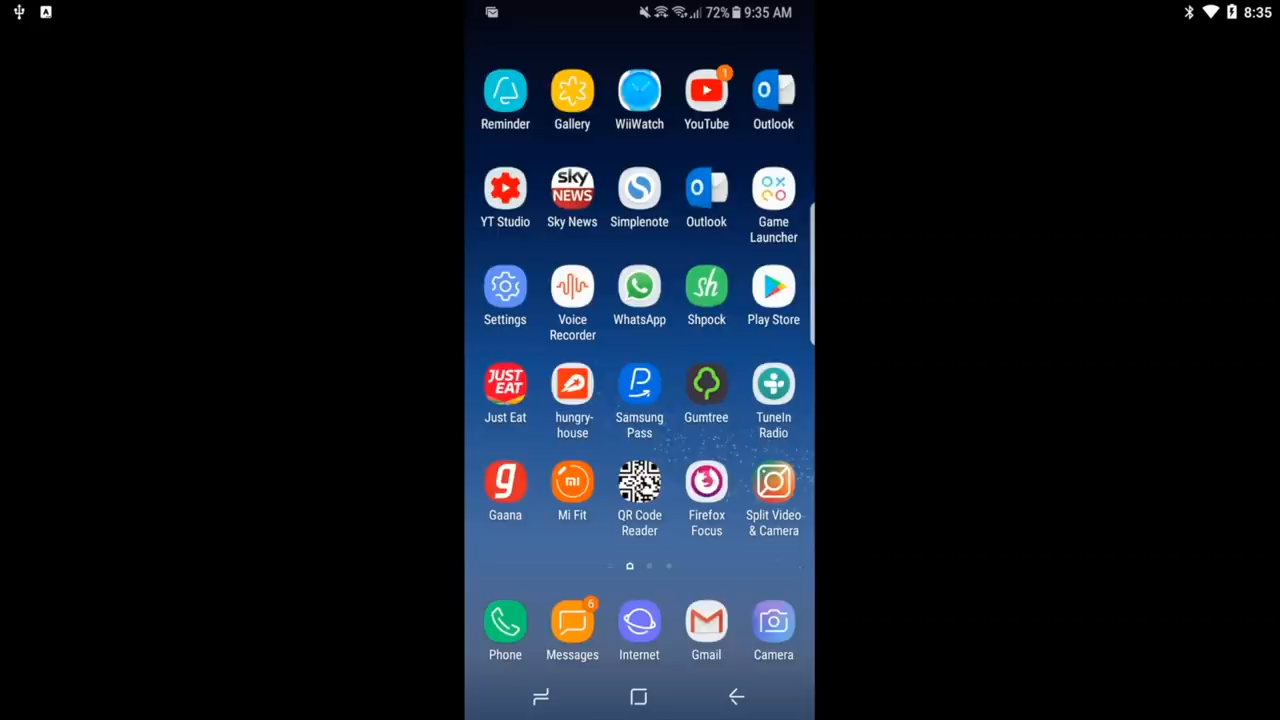 72% 9:35 AM
8:35
A
1
Reminder Gallery WiiWatch YouTube Outlook
sky
NEWS
YT Studio Sky News Simplenote Outlook Game
Launcher
sh
Settings Voice
Recorder WhatsApp Shpock Play Store
JUST
EAT
Just Eat hungry-
house Samsung
Pass Gumtree TuneIn
Radio
g
mi
Gaana Mi Fit QR Code
Reader Firefox
Focus Split Video
& Camera
6
Phone Messages Internet Gmail Camera